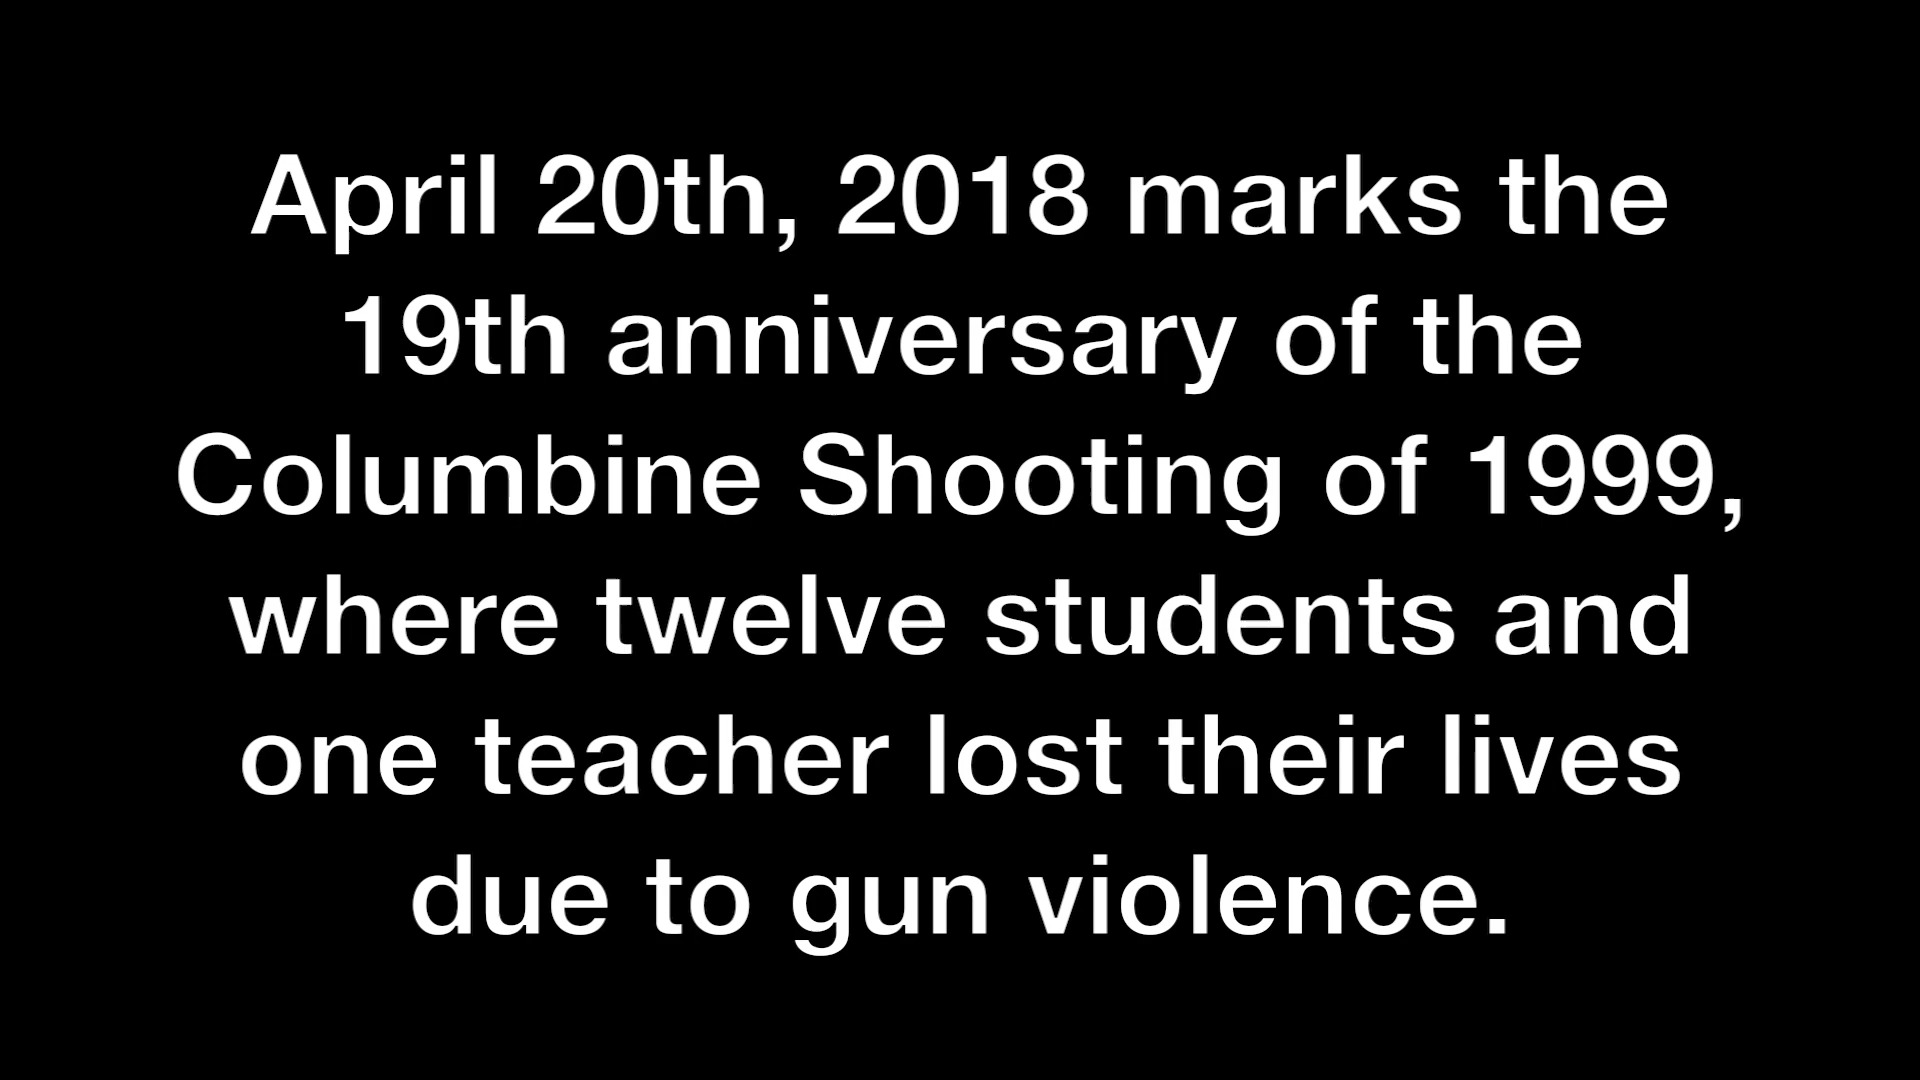 April 20th, 2018 marks the
19th anniversary of the
Columbine Shooting of 1999,
where twelve students and
one teacher lost their lives
due to gun violence.